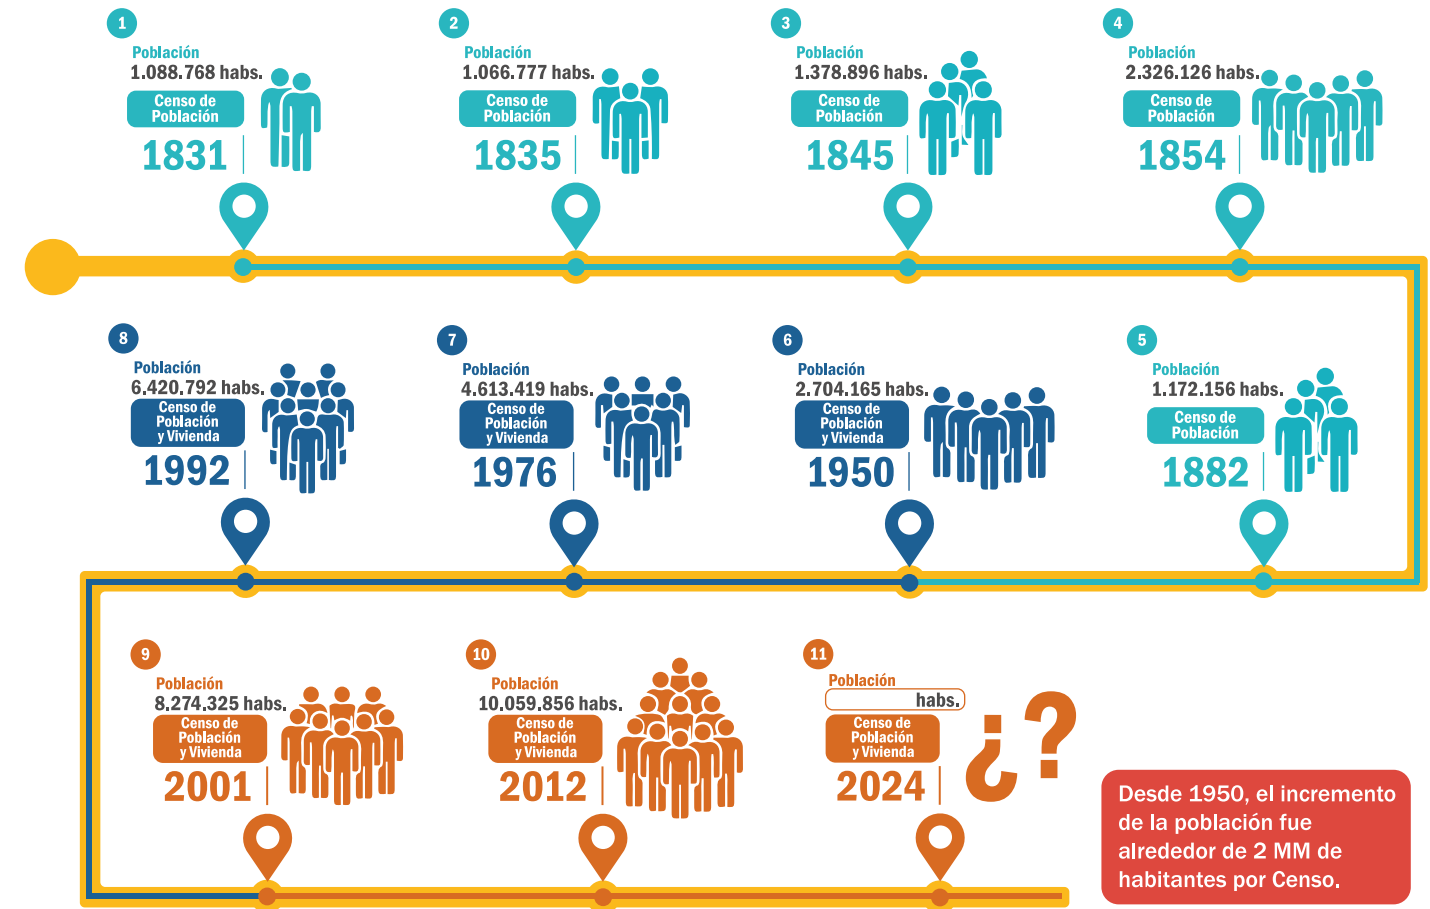 1
Población
1.088.768 habs.
Censo de
Población
1831
2
Población
1.066.777 habs.
Censo de
Población
1835
3
Población
1.378.896 habs.
Censo de
Población
1845
4
Población
2.326.126 habs.
Censo de
Población
1854
5
Población
1.172.156 habs.
Censo de
Población
1882
6
Población
2.704.165 habs.
Censo de
Población
y Vivienda
1950
7
Población
4.613.419 habs.
Censo de
Población
y Vivienda
1976
8
Población
6.420.792 habs.
Censo de
Población
y Vivienda
1992
9
Población
8.274.325 habs.
Censo de
Población
y Vivienda
2001
10
Población
10.059.856 habs.
Censo de
Población
y Vivienda
2012
11
Población
habs.
Censo de
Población
y Vivienda
2024
¿?
Desde 1950, el incremento
de la población fue
alrededor de 2 MM de
habitantes por Censo.